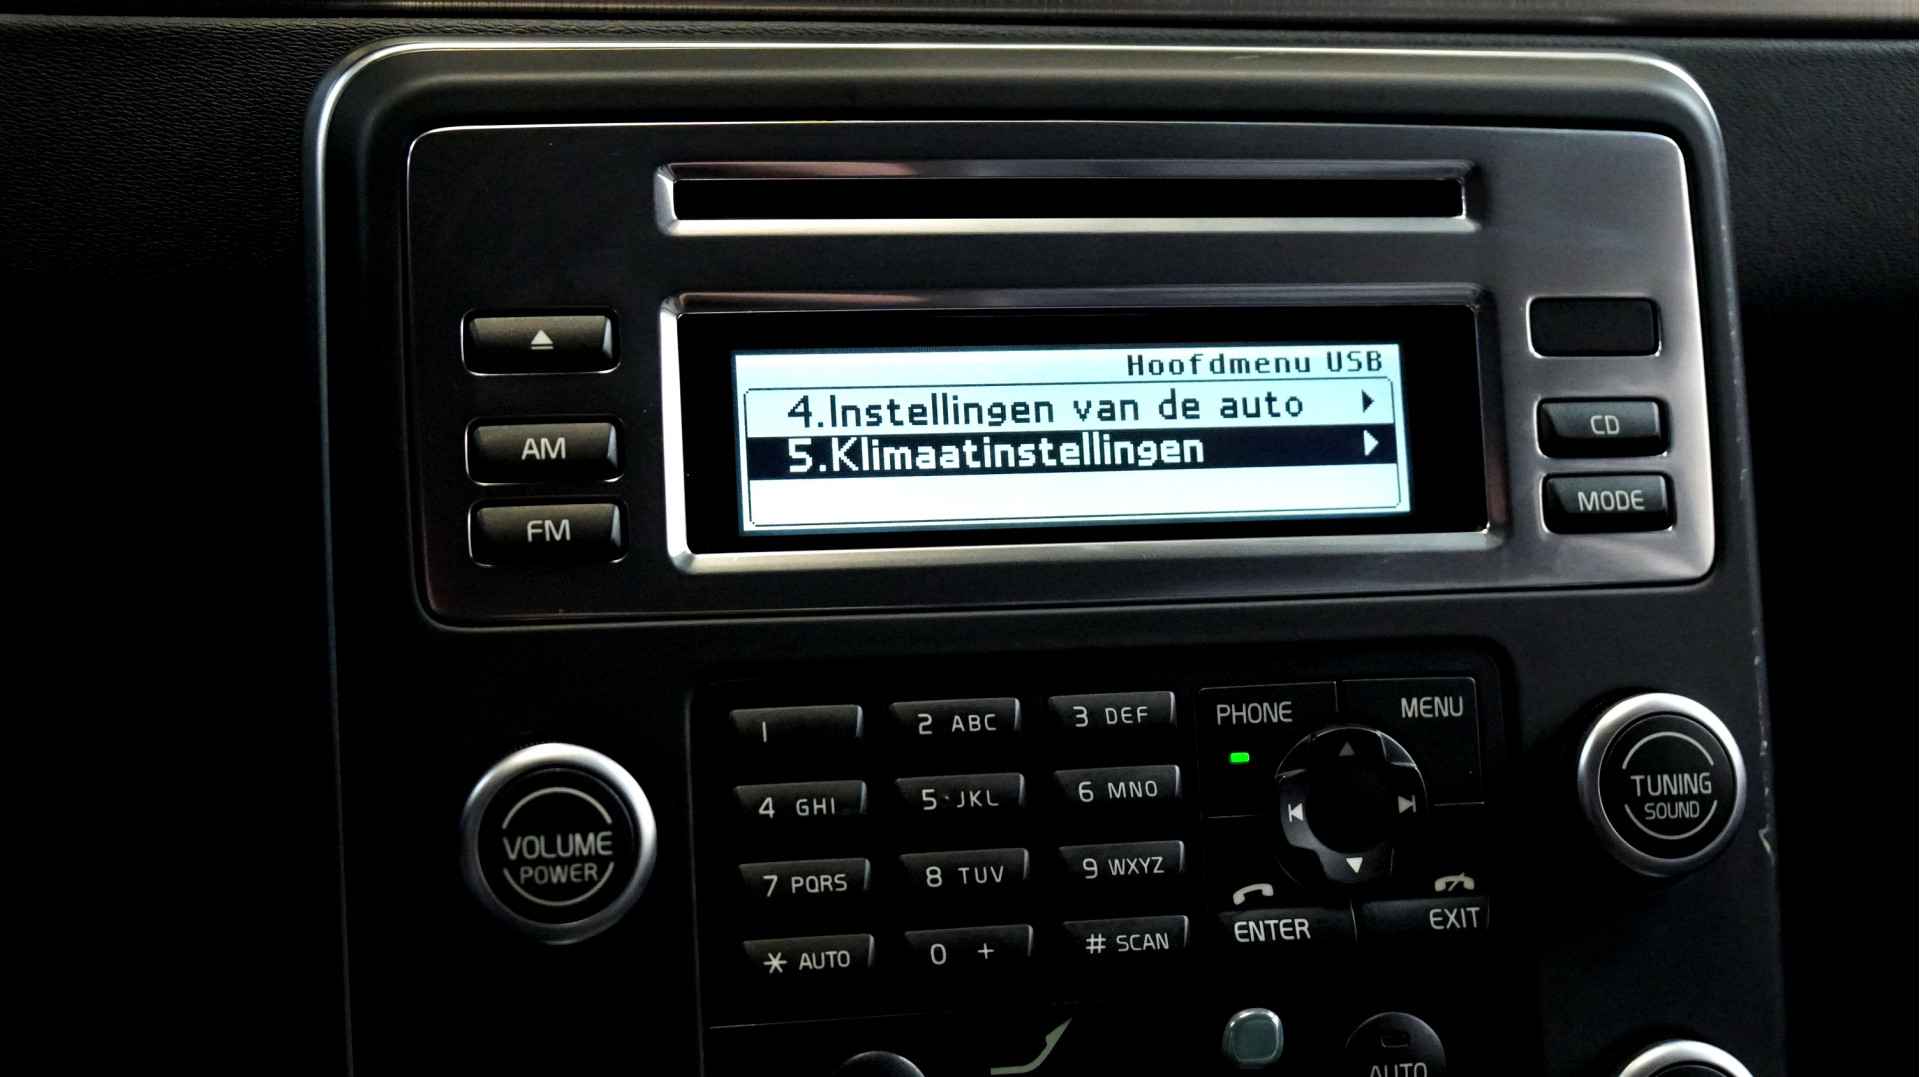 Hoofdmenu USB
4.Instellingen van de auto
5.Klimaatinstellingen
AM
FM
CD
MODE
1
2 ABC
3 DEF
PHONE
MENU
4 GHI
5 JKL
6 MNO
TUNING
SOUND
VOLUME
POWER
7 PQRS
8 TUV
9 WXYZ
* AUTO
0 +
# SCAN
ENTER
EXIT
AUTO